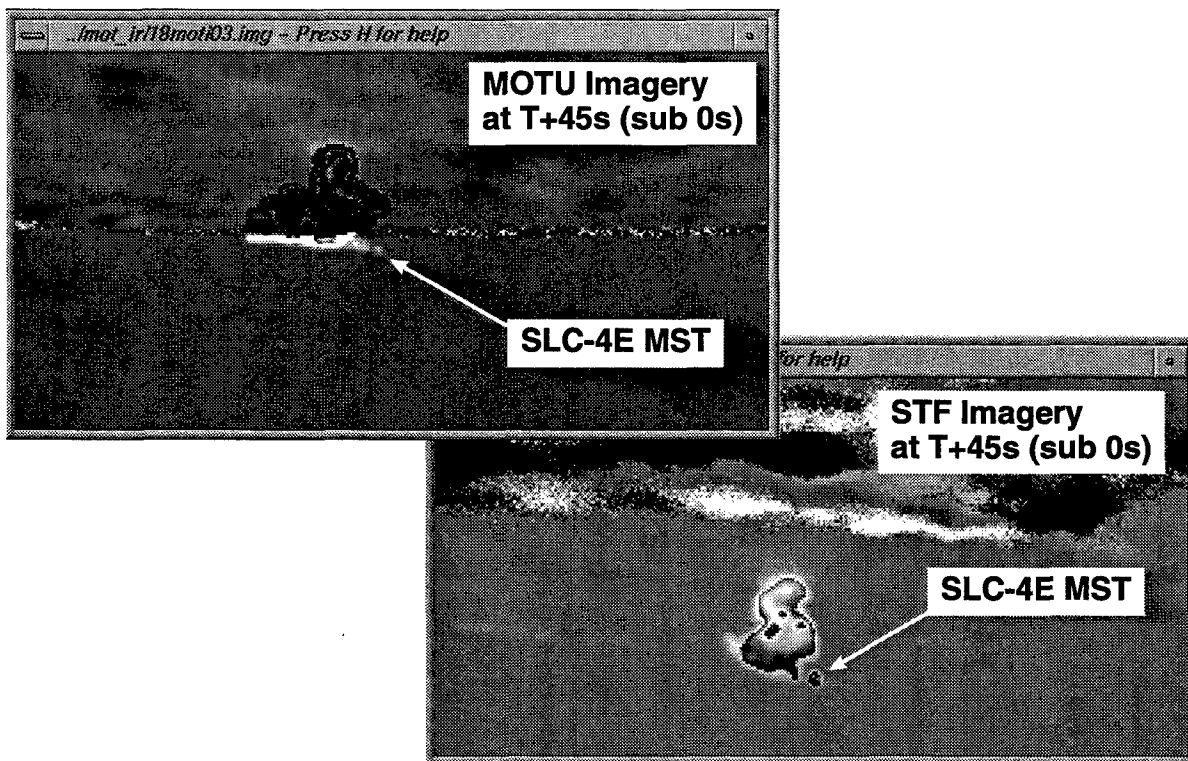 ../mot_ir/18moti03.img - Press H for help
MOTU Imagery
at T+45s (sub 0s)
SLC-4E MST
for help
STF Imagery
at T+45s (sub 0s)
SLC-4E MST